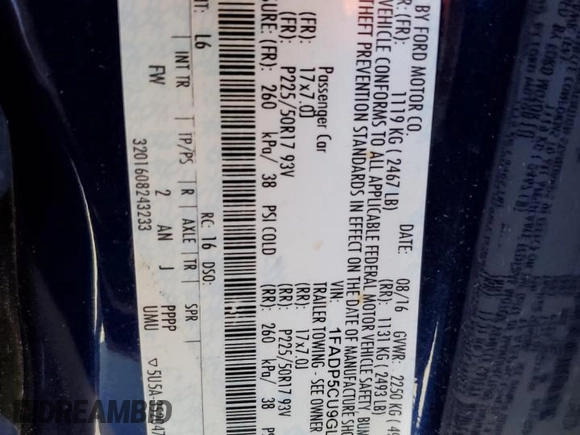 BY FORD MOTOR CO.
DATE: 08/16 GVWR: 2250 KG
(FR): 1119 KG ( 2467 LB) (RR): 1131 KG ( 2493 LB)
VEHICLE CONFORMS TO ALL APPLICABLE FEDERAL MOTOR VEHICLE SAFETY
THEFT PREVENTION STANDARDS IN EFFECT ON THE DATE OF MANUFACTURE
VIN: 1FADP5CU9GL
Passenger Car TRAILER TOWING - SEE OWNER
17x7.0J (RR): 17x7.0J
(FR): P225/50R17 93V (RR): P225/50R17 93V
(FR): 260 kPa/ 38 PSI COLD (RR): 260 kPa/ 38
RC: 16 DSO:
L6
INT TR TP/PS R AXLE TR SPR
FW 2 AN J PPPP UMU
3201608243233